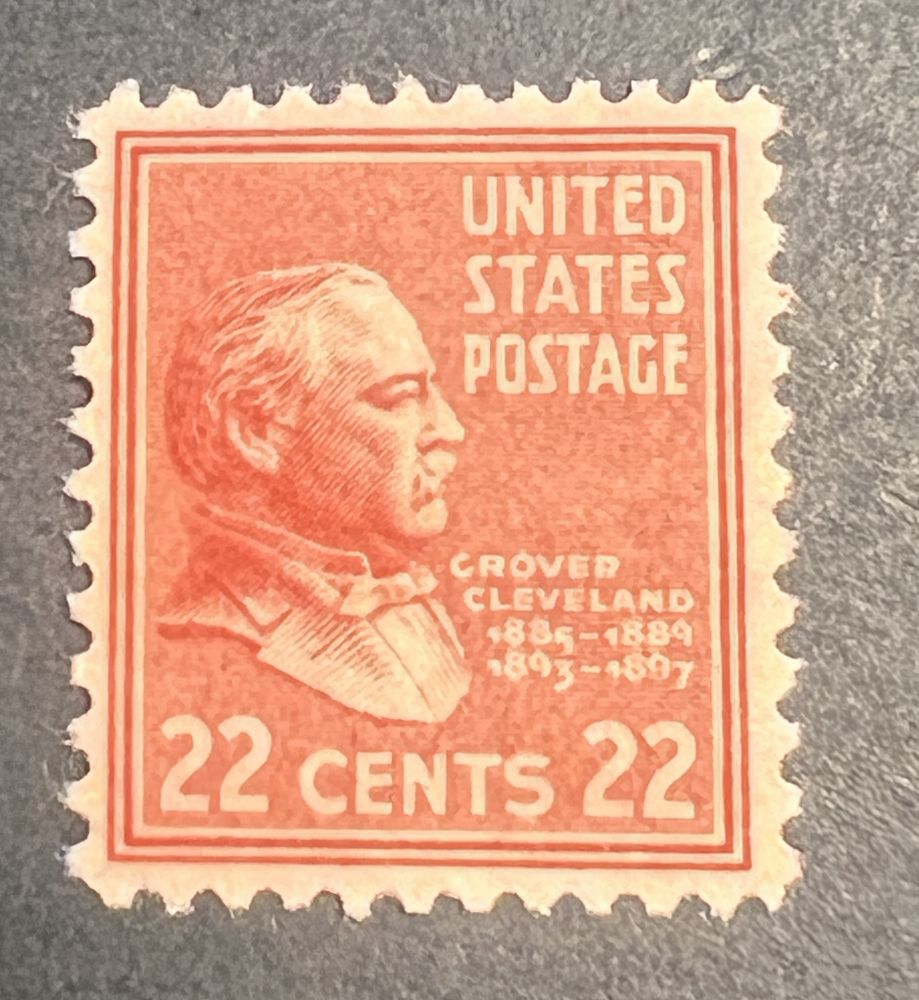 UNITED
STATES
POSTAGE
GROVER
CLEVELAND
1885-1889
1893-1897
22 CENTS 22